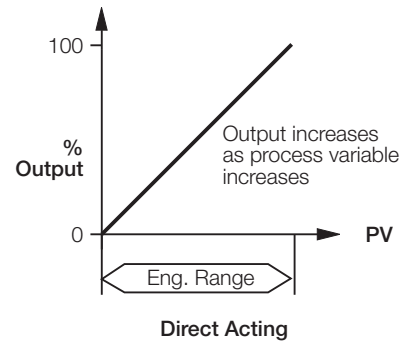 100
%
Output
Output increases
as process variable
increases
0
PV
Eng. Range
Direct Acting